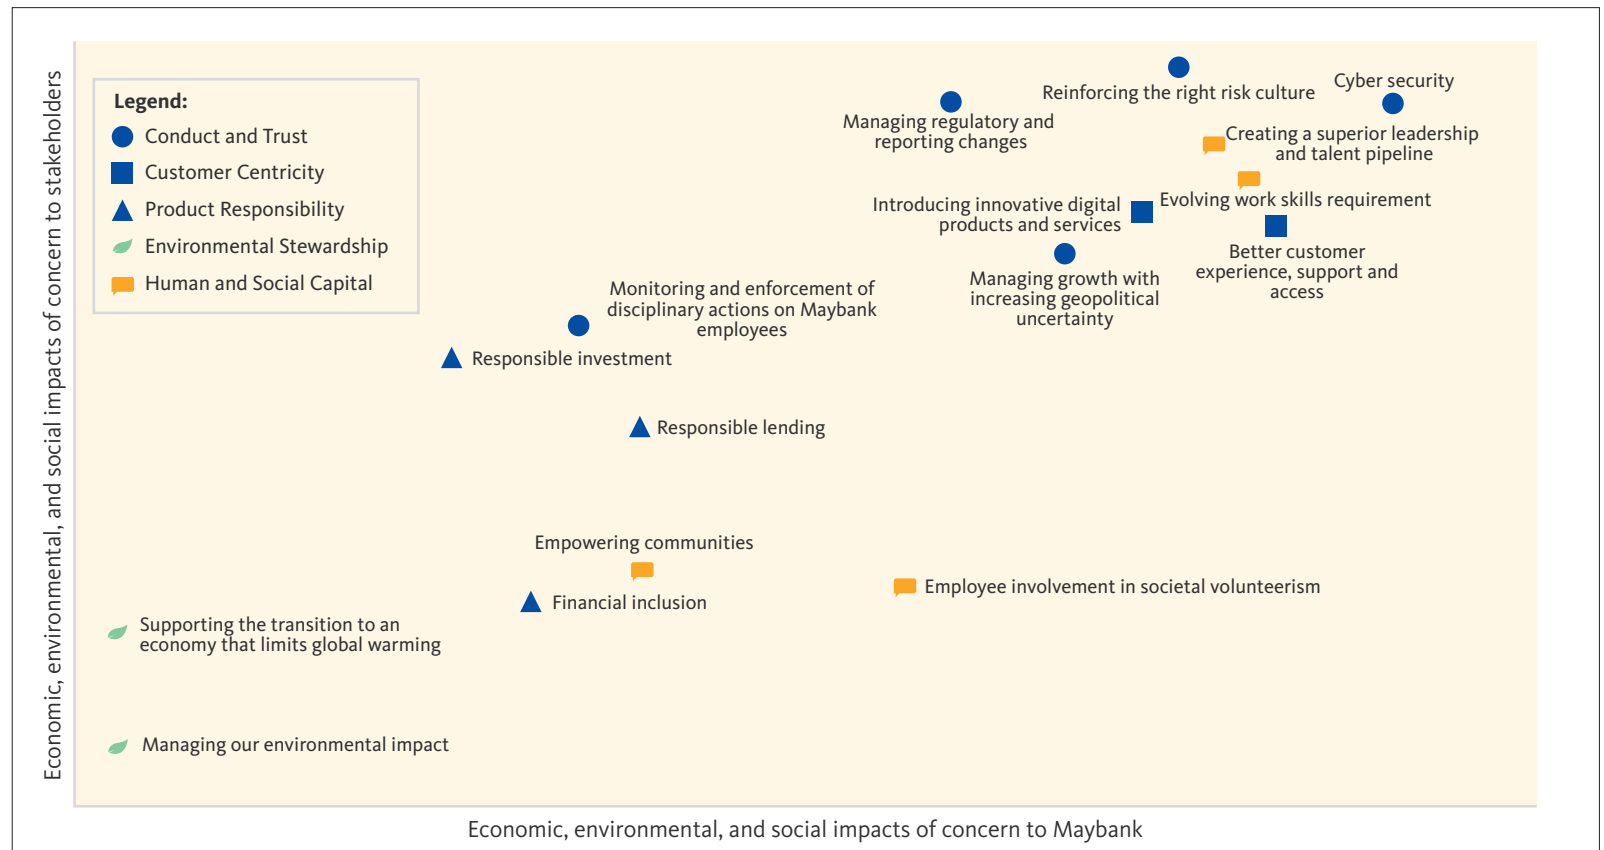 Economic, environmental, and social impacts of concern to stakeholders
Legend:
Conduct and Trust
Customer Centricity
Product Responsibility
Environmental Stewardship
Human and Social Capital
Reinforcing the right risk culture
Cyber security
Managing regulatory and
reporting changes
Creating a superior leadership
and talent pipeline
Evolving work skills requirement
Introducing innovative digital
products and services
Better customer
experience, support and
access
Managing growth with
increasing geopolitical
uncertainty
Monitoring and enforcement of
disciplinary actions on Maybank
employees
Responsible investment
Responsible lending
Empowering communities
Employee involvement in societal volunteerism
Financial inclusion
Supporting the transition to an
economy that limits global warming
Managing our environmental impact
Economic, environmental, and social impacts of concern to Maybank